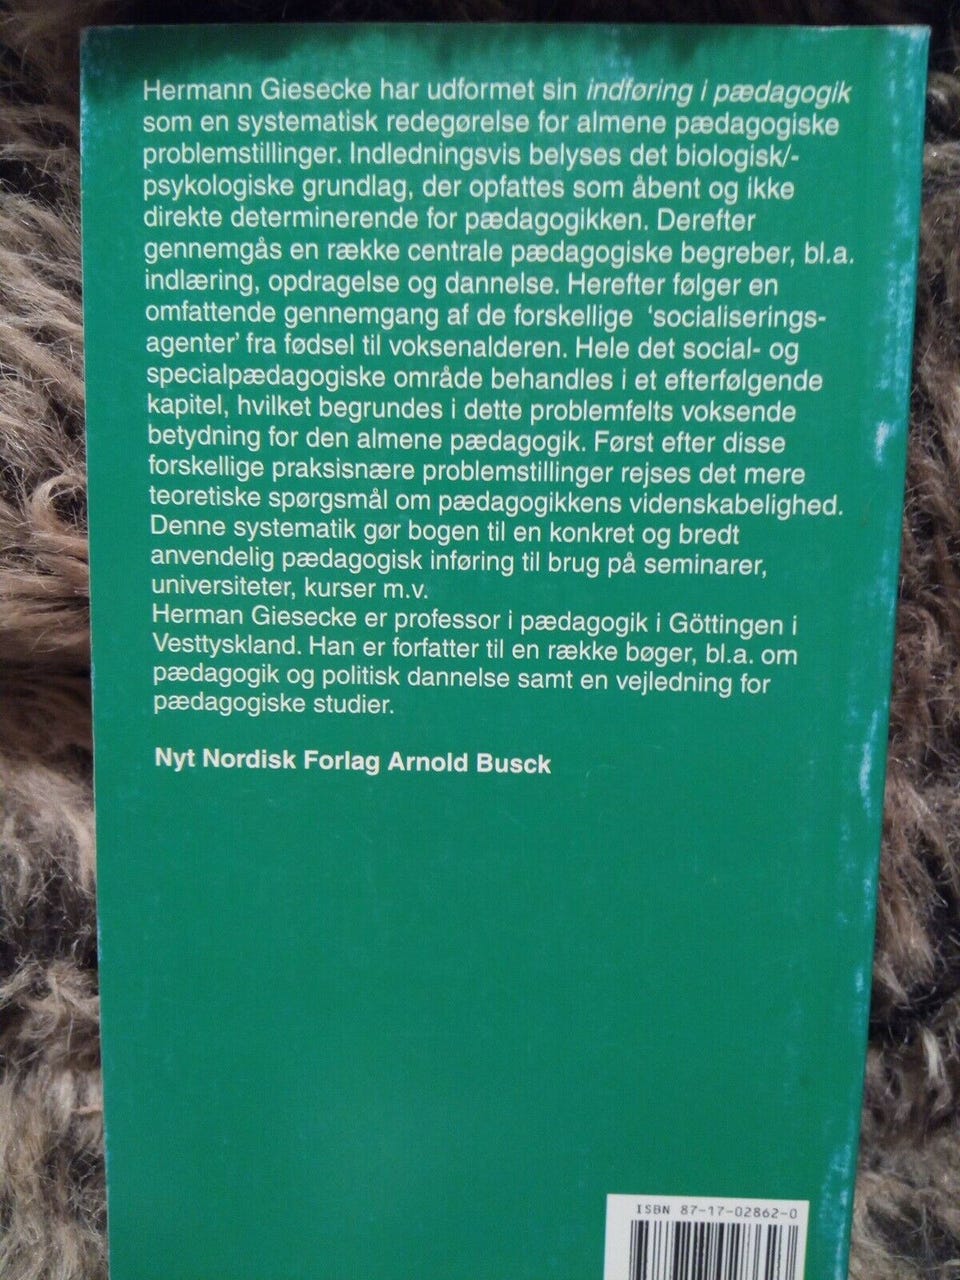 Hermann Giesecke har udformet sin indføring i pædagogik
som en systematisk redegørelse for almene pædagogiske
problemstillinger. Indledningsvis belyses det biologisk/-
psykologiske grundlag, der opfattes som åbent og ikke
direkte determinerende for pædagogikken. Derefter
gennemgås en række centrale pædagogiske begreber, bl.a.
indlæring, opdragelse og dannelse. Herefter følger en
omfattende gennemgang af de forskellige 'socialiserings-
agenter' fra fødsel til voksenalderen. Hele det social- og
specialpædagogiske område behandles i et efterfølgende
kapitel, hvilket begrundes i dette problemfelts voksende
betydning for den almene pædagogik. Først efter disse
forskellige praksisnære problemstillinger rejses det mere
teoretiske spørgsmål om pædagogikkens videnskabelighed.
Denne systematik gør bogen til en konkret og bredt
anvendelig pædagogisk inføring til brug på seminarer,
universiteter, kurser m.v.
Herman Giesecke er professor i pædagogik i Göttingen i
Vesttyskland. Han er forfatter til en række bøger, bl.a. om
pædagogik og politisk dannelse samt en vejledning for
pædagogiske studier.
Nyt Nordisk Forlag Arnold Busck
ISBN 87-17-02862-0